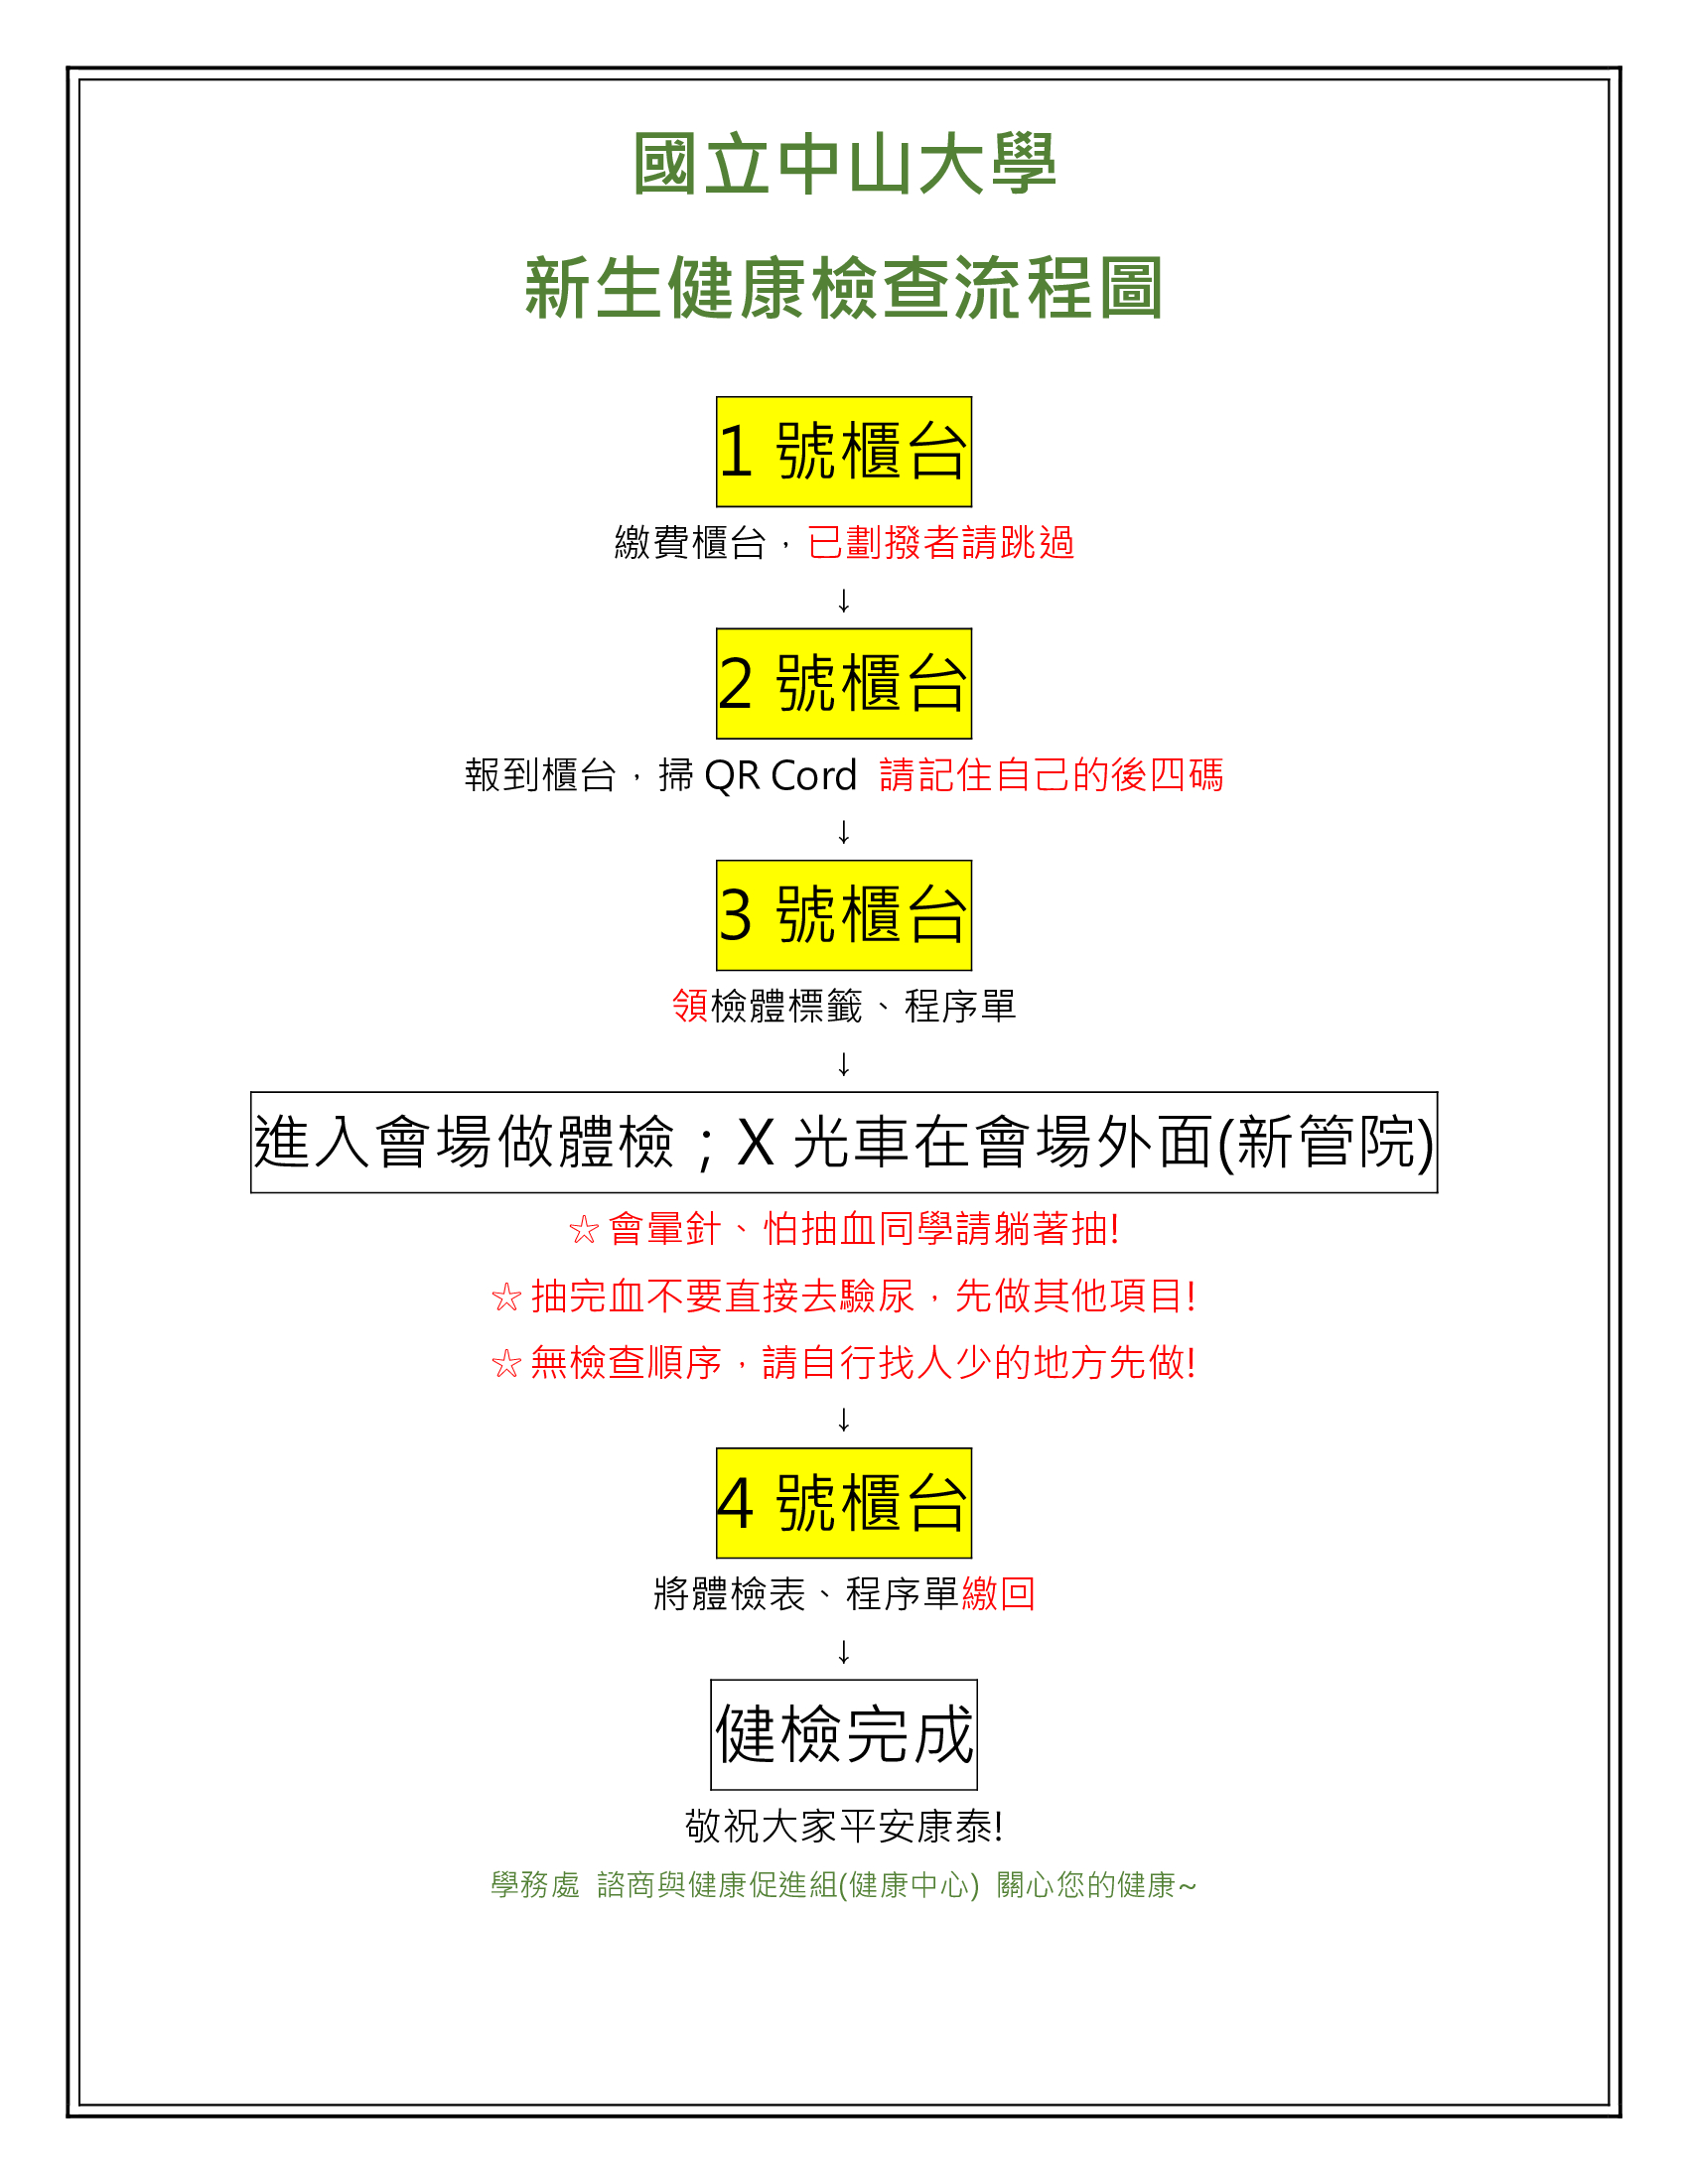 國立中山大學
新生健康檢查流程圖
1 號櫃台
繳費櫃台，已劃撥者請跳過
↓
2 號櫃台
報到櫃台，掃 QR Cord 請記住自己的後四碼
↓
3 號櫃台
領檢體標籤、程序單
↓
進入會場做體檢；X 光車在會場外面(新管院)
☆會暈針、怕抽血同學請躺著抽!
☆抽完血不要直接去驗尿，先做其他項目!
☆無檢查順序，請自行找人少的地方先做!
↓
4 號櫃台
將體檢表、程序單繳回
↓
健檢完成
敬祝大家平安康泰!
學務處 諮商與健康促進組(健康中心) 關心您的健康~